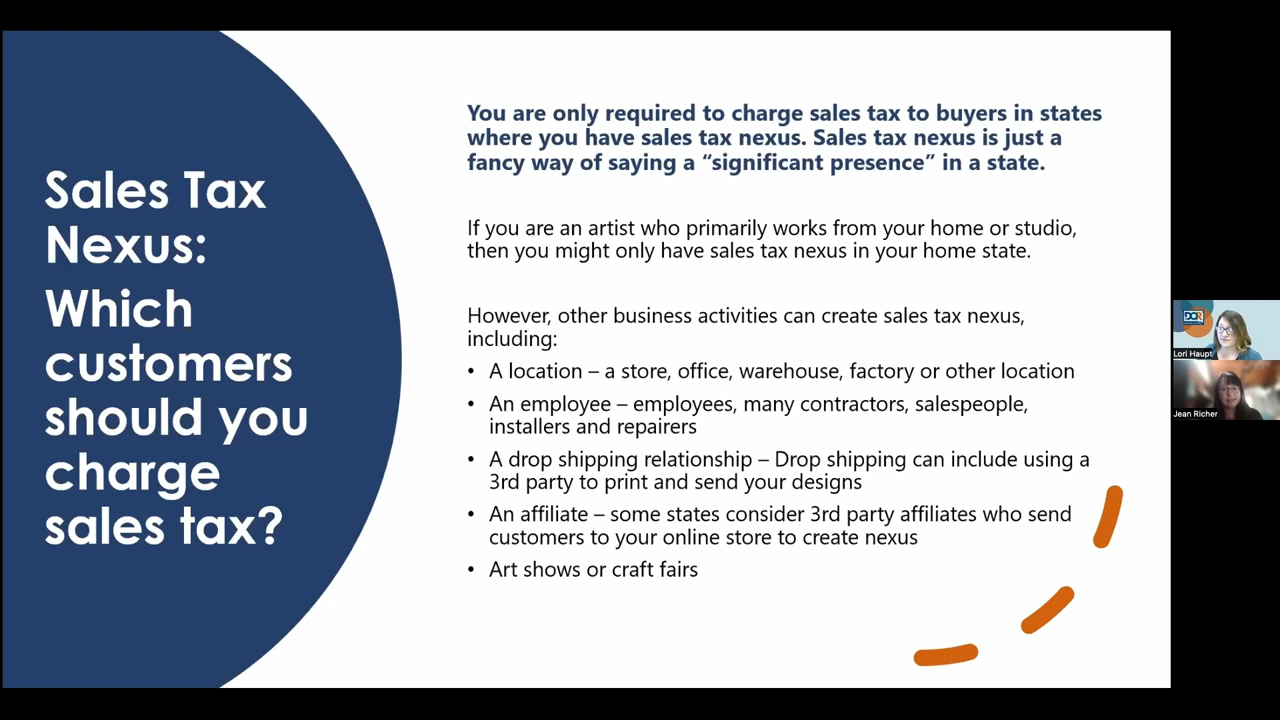 Sales Tax
Nexus:
Which
customers
should you
charge
sales tax?
You are only required to charge sales tax to buyers in states
where you have sales tax nexus. Sales tax nexus is just a
fancy way of saying a “significant presence” in a state.
If you are an artist who primarily works from your home or studio,
then you might only have sales tax nexus in your home state.
However, other business activities can create sales tax nexus,
including:
• A location – a store, office, warehouse, factory or other location
• An employee – employees, many contractors, salespeople,
installers and repairers
• A drop shipping relationship – Drop shipping can include using a
3rd party to print and send your designs
• An affiliate – some states consider 3rd party affiliates who send
customers to your online store to create nexus
• Art shows or craft fairs
DOR
Lori Haupt
Jean Richer